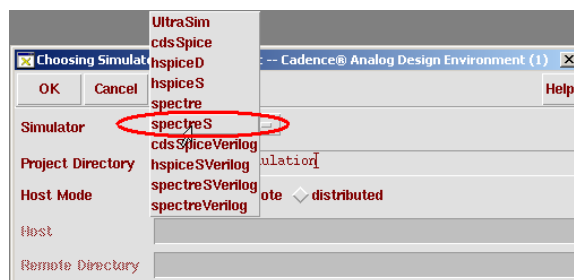 UltraSim
cdsSpice
Choosing Simulat
hspiceD
t -- Cadence® Analog Design Environment (1)
OK
Cancel
hspiceS
Help
spectre
Simulator
spectreS
cdsSpiceVerilog
Project Directory
hspiceSVerilog
ulation
Host Mode
spectreSVerilog
ote
distributed
spectreVerilog
Host
Remote Directory